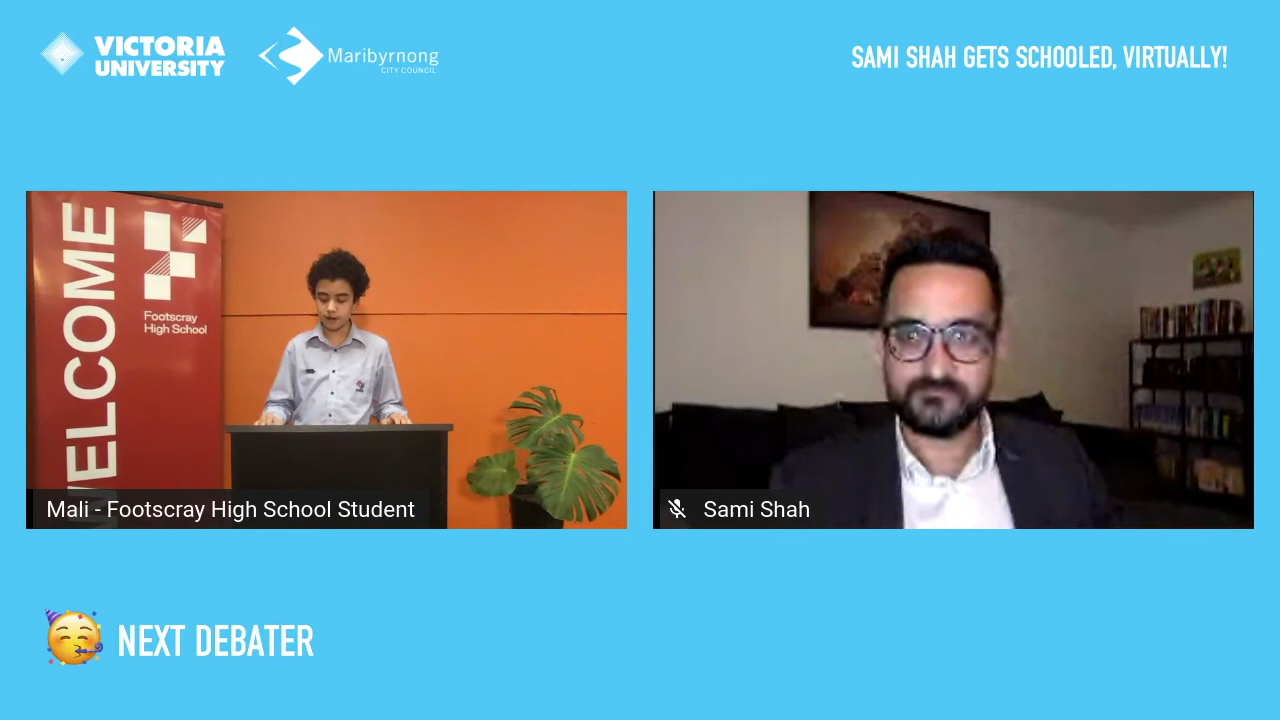 VICTORIA
UNIVERSITY
Maribyrnong
CITY COUNCIL
SAMI SHAH GETS SCHOOLED, VIRTUALLY!
WELCOME
Footscray
High School
Mali - Footscray High School Student
Sami Shah
NEXT DEBATER